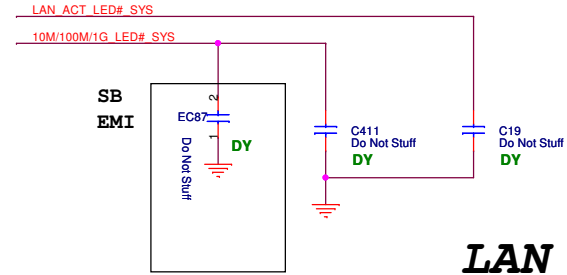 LAN_ACT_LED#_SYS
10M/100M/1G_LED#_SYS
SB
EMI
2
EC87
1
DY
Do Not Stuff
C411
Do Not Stuff
DY
C19
Do Not Stuff
DY
LAN